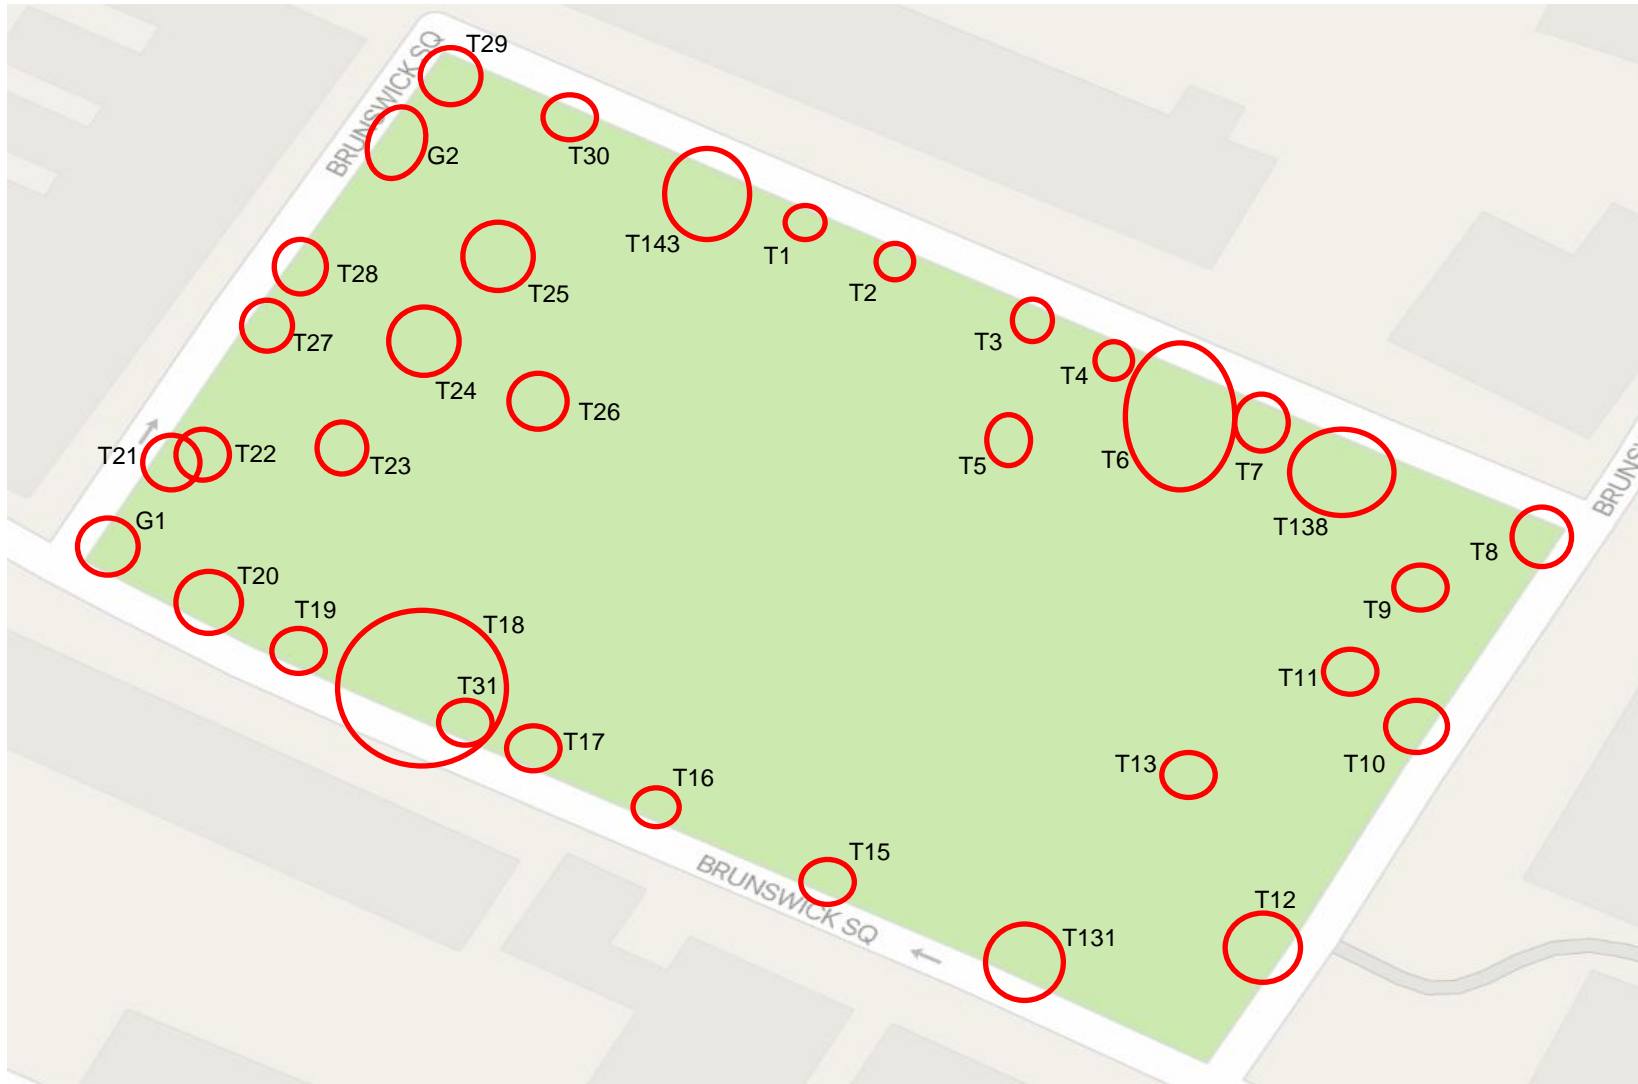 BRUNSWICK SQ
T29
T30
G2
T143
T1
T2
T28
T25
T27
T3
T24
T4
T26
T21
T22
T23
T5
T6
T7
T138
T8
BRUNS
G1
T20
T19
T18
T9
T31
T11
T17
T13
T10
T16
T15
BRUNSWICK SQ
T12
T131